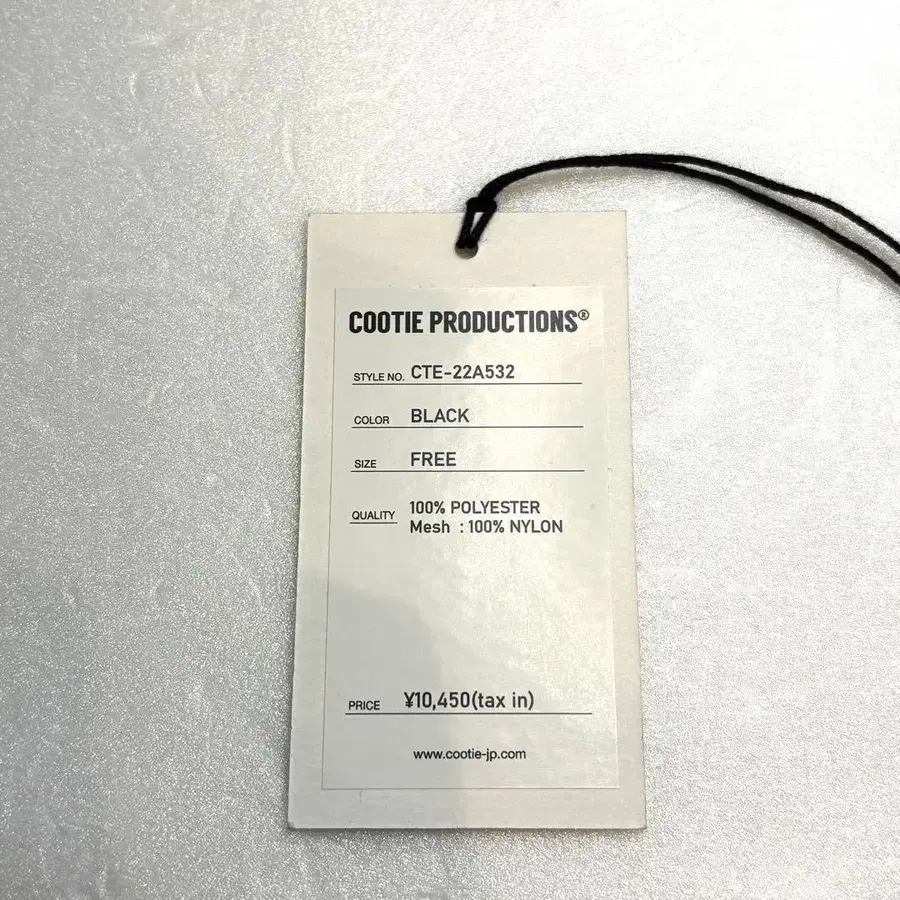 COOTIE PRODUCTIONS®
STYLE NO. CTE-22A532
COLOR BLACK
SIZE FREE
QUALITY 100% POLYESTER
Mesh : 100% NYLON
PRICE ¥10,450(tax in)
www.cootie-jp.com